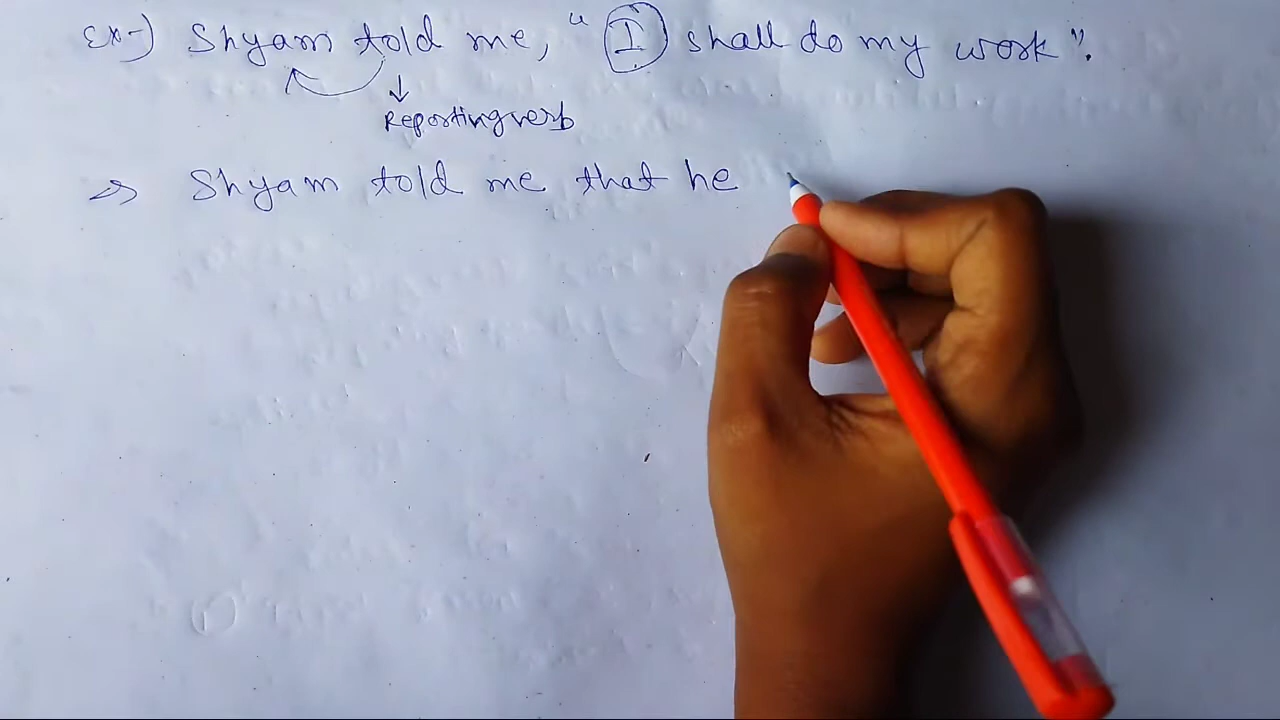 Ex-) Shyam told me, "I shall do my work".
Reporting verb
⇒ Shyam told me that he